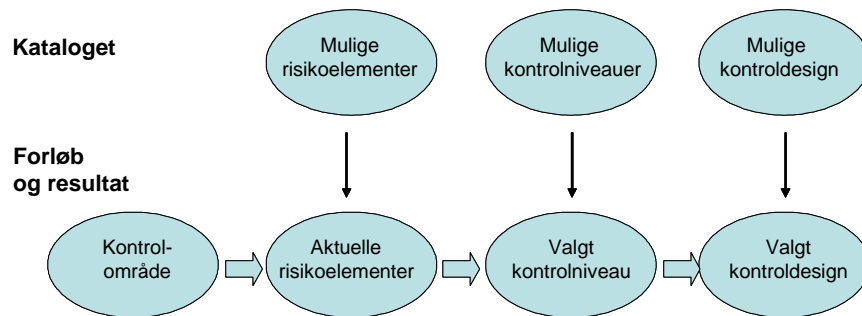 Kataloget
Mulige
risikoelementer
Mulige
kontrolniveauer
Mulige
kontroldesign
Forløb
og resultat
Kontrol-
område
Aktuelle
risikoelementer
Valgt
kontrolniveau
Valgt
kontroldesign